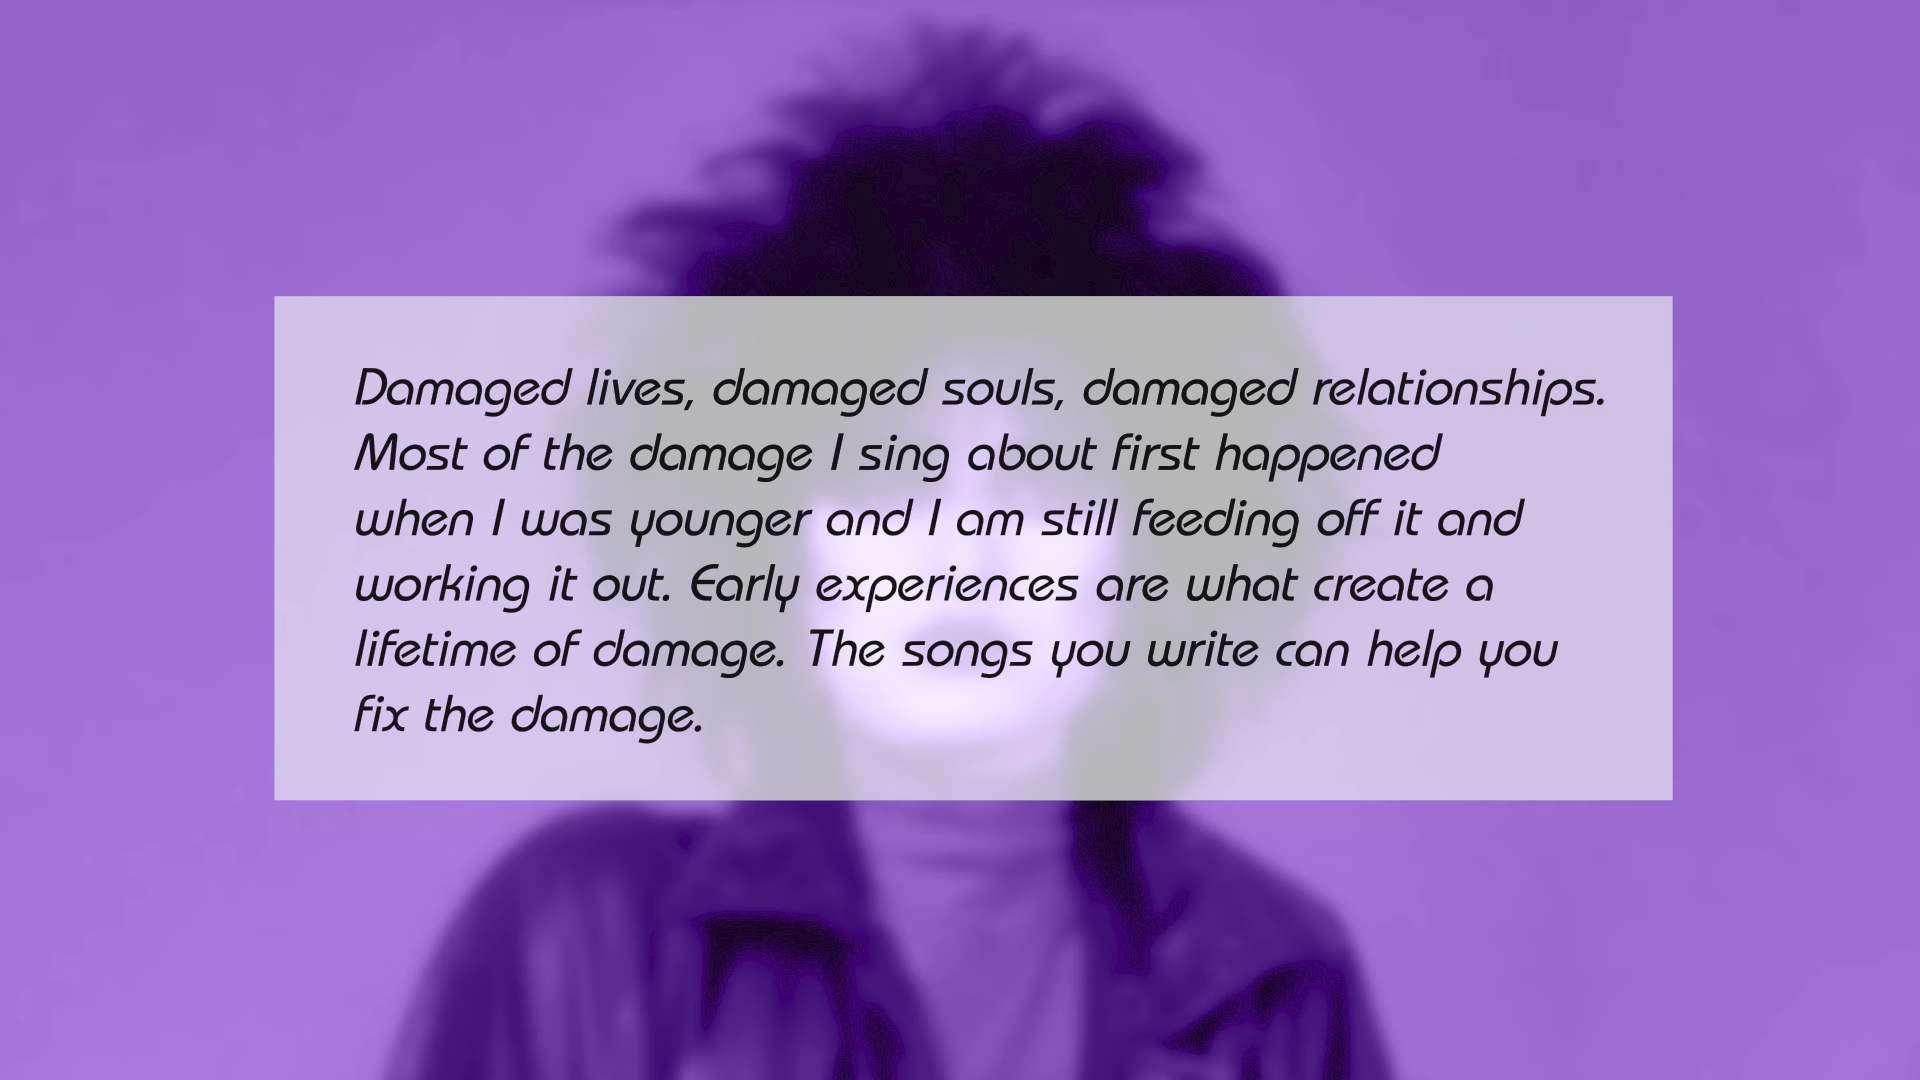 Damaged lives, damaged souls, damaged relationships.
Most of the damage I sing about first happened
when I was younger and I am still feeding off it and
working it out. Early experiences are what create a
lifetime of damage. The songs you write can help you
fix the damage.